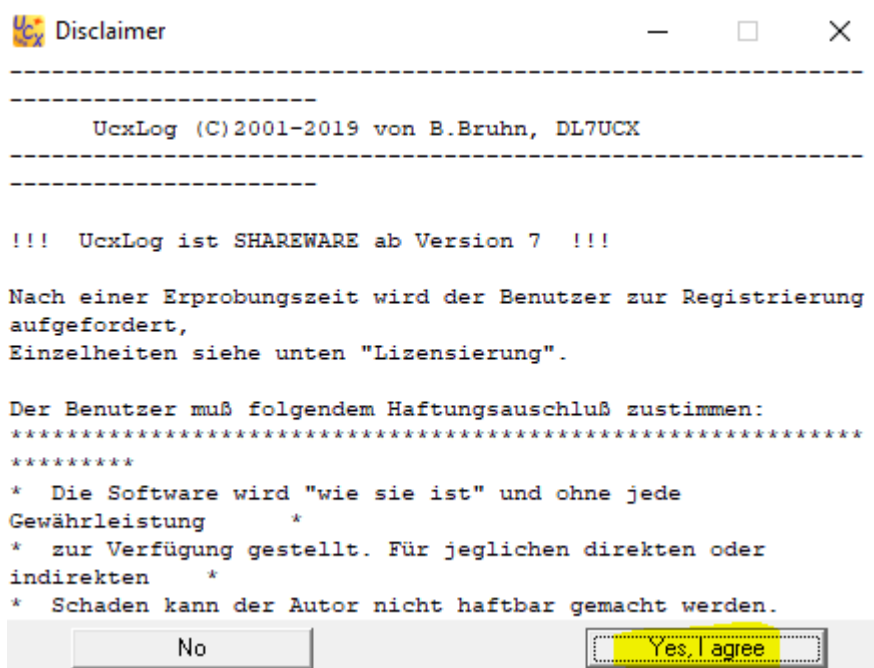 UCX Disclaimer
-------------------------------------------------------------
----------------------
UcxLog (C)2001-2019 von B.Bruhn, DL7UCX
-------------------------------------------------------------
----------------------
!!! UcxLog ist SHAREWARE ab Version 7 !!!
Nach einer Erprobungszeit wird der Benutzer zur Registrierung
aufgefordert,
Einzelheiten siehe unten "Lizensierung".
Der Benutzer muß folgendem Haftungsauschluß zustimmen:
*************************************************************
*********
* Die Software wird "wie sie ist" und ohne jede
Gewährleistung *
* zur Verfügung gestellt. Für jeglichen direkten oder
indirekten *
* Schaden kann der Autor nicht haftbar gemacht werden.
No Yes, I agree